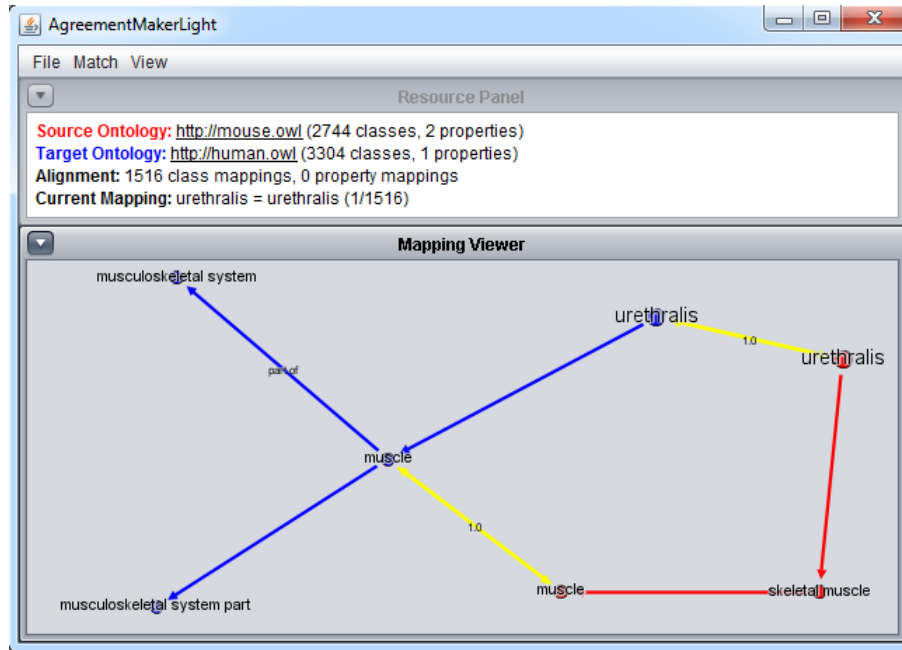 AgreementMakerLight
File Match View
Resource Panel
Source Ontology: http://mouse.owl (2744 classes, 2 properties)
Target Ontology: http://human.owl (3304 classes, 1 properties)
Alignment: 1516 class mappings, 0 property mappings
Current Mapping: urethralis = urethralis (1/1516)
Mapping Viewer
musculoskeletal system
urethralis
1.0
urethralis
part of
muscle
1.0
muscle
skeletal muscle
musculoskeletal system part